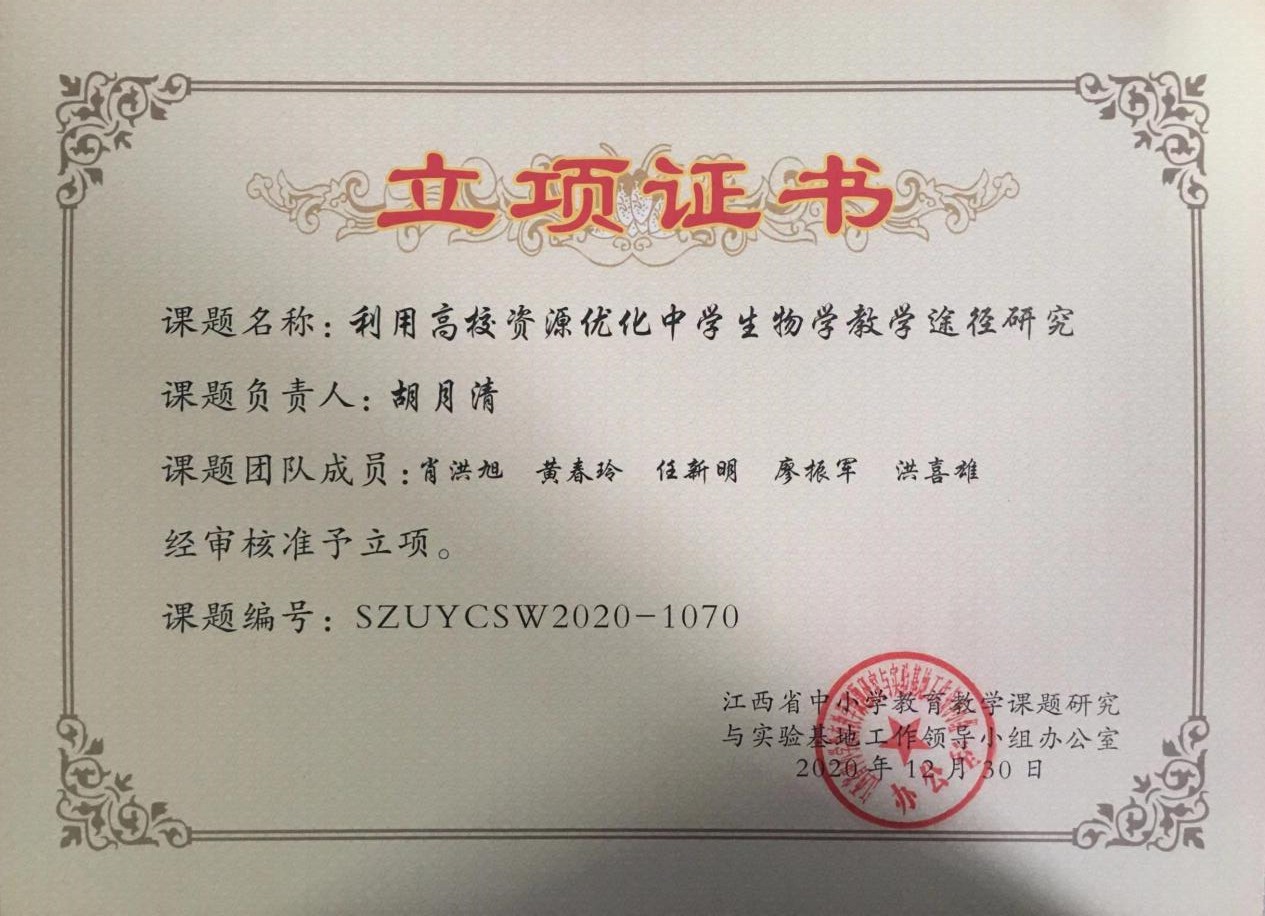 立项证书
课题名称：利用高校资源优化中学生物学教学途径研究
课题负责人：胡月清
课题团队成员：肖洪旭 黄春玲 任新明 廖振军 洪喜雄
经审核准予立项。
课题编号：SZUYCSW2020-1070
江西省中小学教育教学课题研究
与实验基地工作领导小组办公室
2020年12月30日
办公室